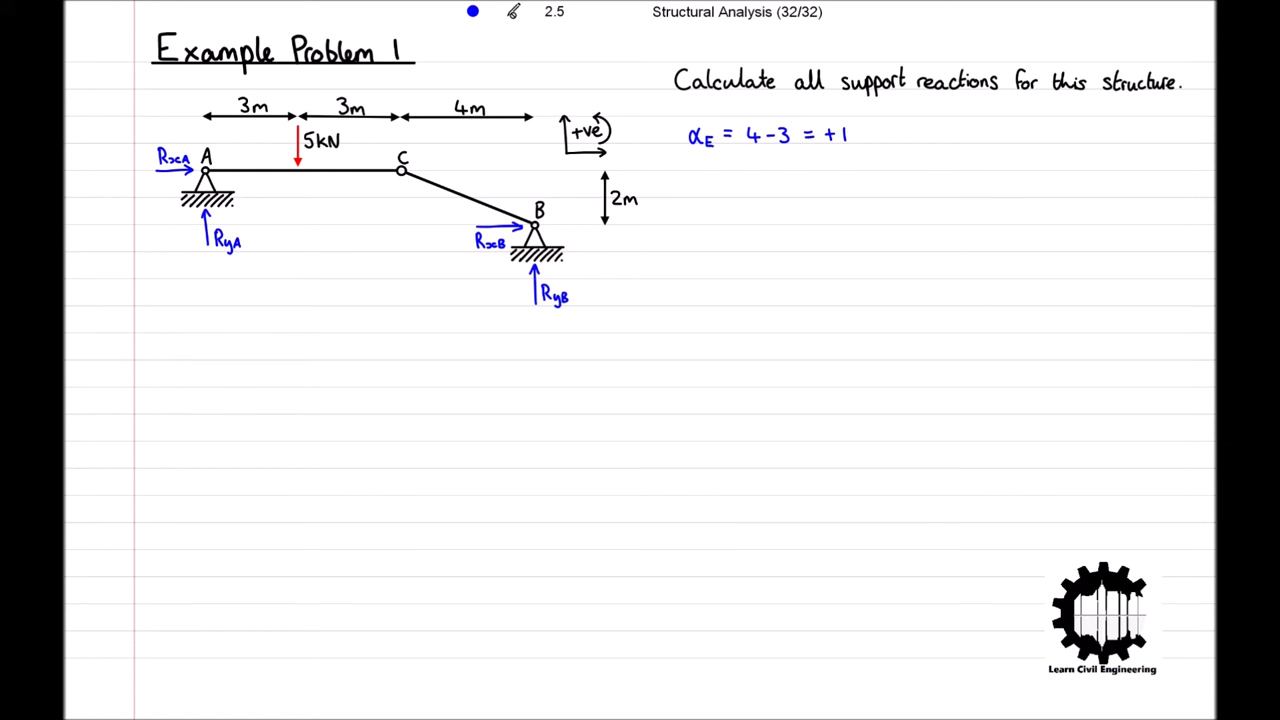 2.5 Structural Analysis (32/32)
Example Problem 1
Calculate all support reactions for this structure.
3m 3m 4m
+ve
αE = 4-3 = +1
5kN
RxA A C
2m
B
RyA RxB
RyB
Learn Civil Engineering